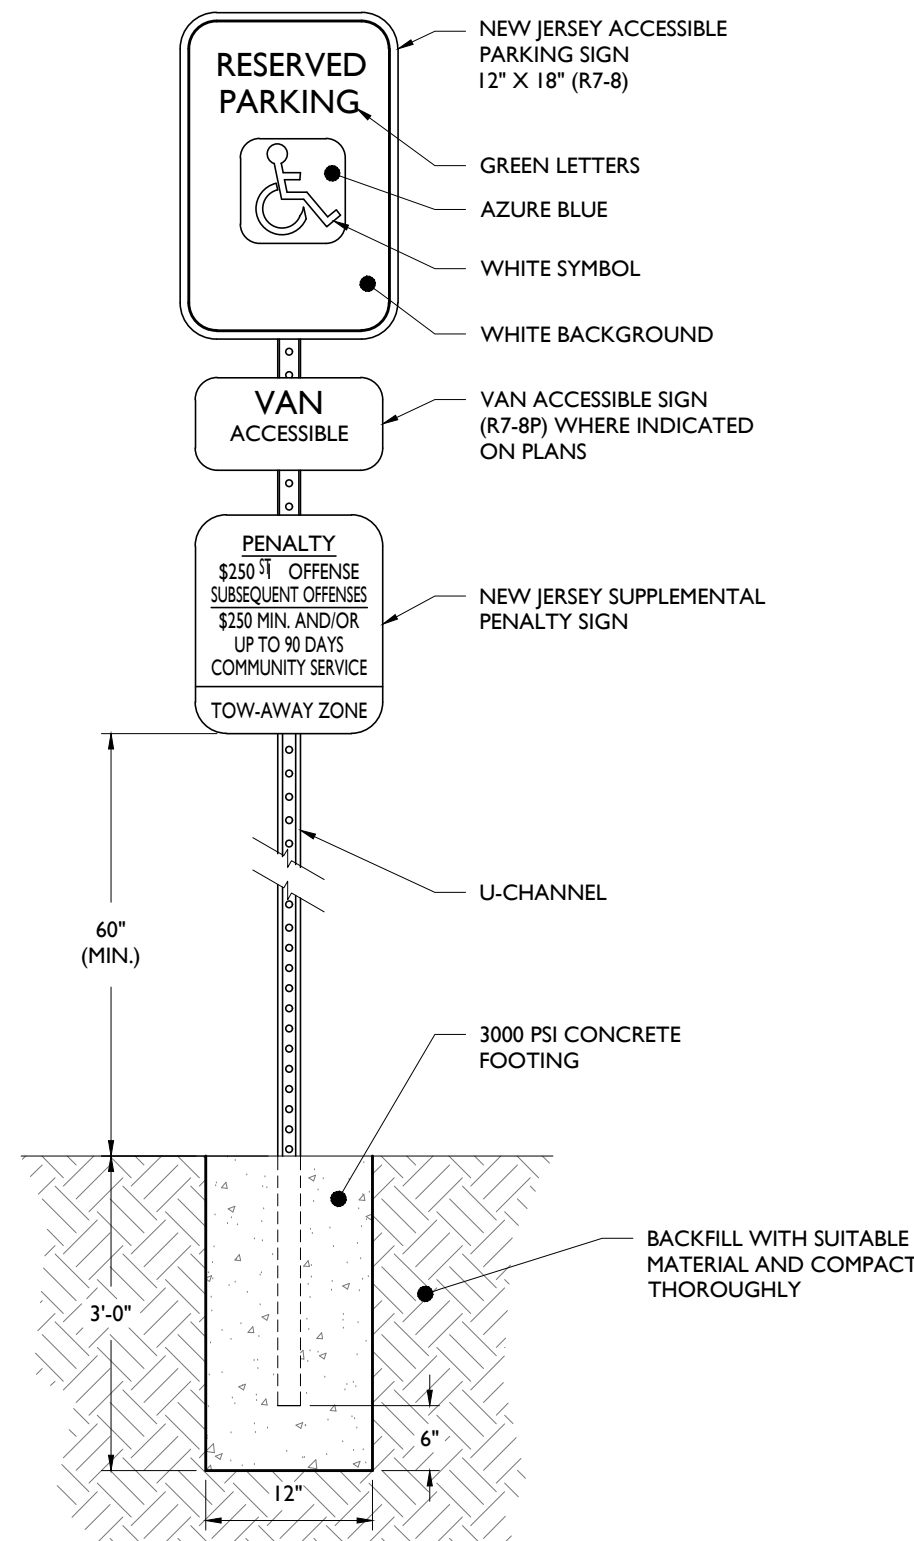 RESERVED
PARKING
NEW JERSEY ACCESSIBLE
PARKING SIGN
12" X 18" (R7-8)
GREEN LETTERS
AZURE BLUE
WHITE SYMBOL
WHITE BACKGROUND
VAN
ACCESSIBLE
VAN ACCESSIBLE SIGN
(R7-8P) WHERE INDICATED
ON PLANS
PENALTY
$250 OFFENSE
SUBSEQUENT OFFENSES
$250 MIN. AND/OR
UP TO 90 DAYS
COMMUNITY SERVICE
TOW-AWAY ZONE
NEW JERSEY SUPPLEMENTAL
PENALTY SIGN
U-CHANNEL
60"
(MIN.)
3000 PSI CONCRETE
FOOTING
BACKFILL WITH SUITABLE
MATERIAL AND COMPACT
THOROUGHLY
3'-0"
6"
12"